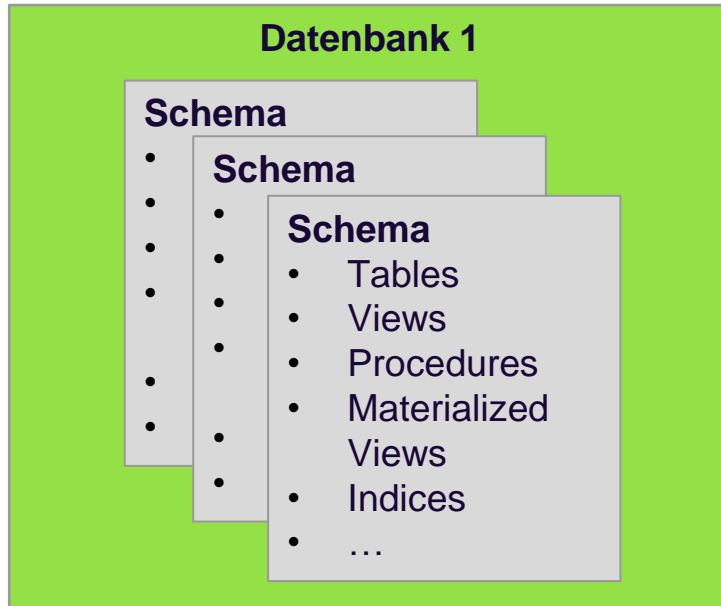 Datenbank 1
Schema
•
•
•
•
•
•
Schema
•
•
•
•
•
•
Schema
• Tables
• Views
• Procedures
• Materialized
Views
• Indices
• …